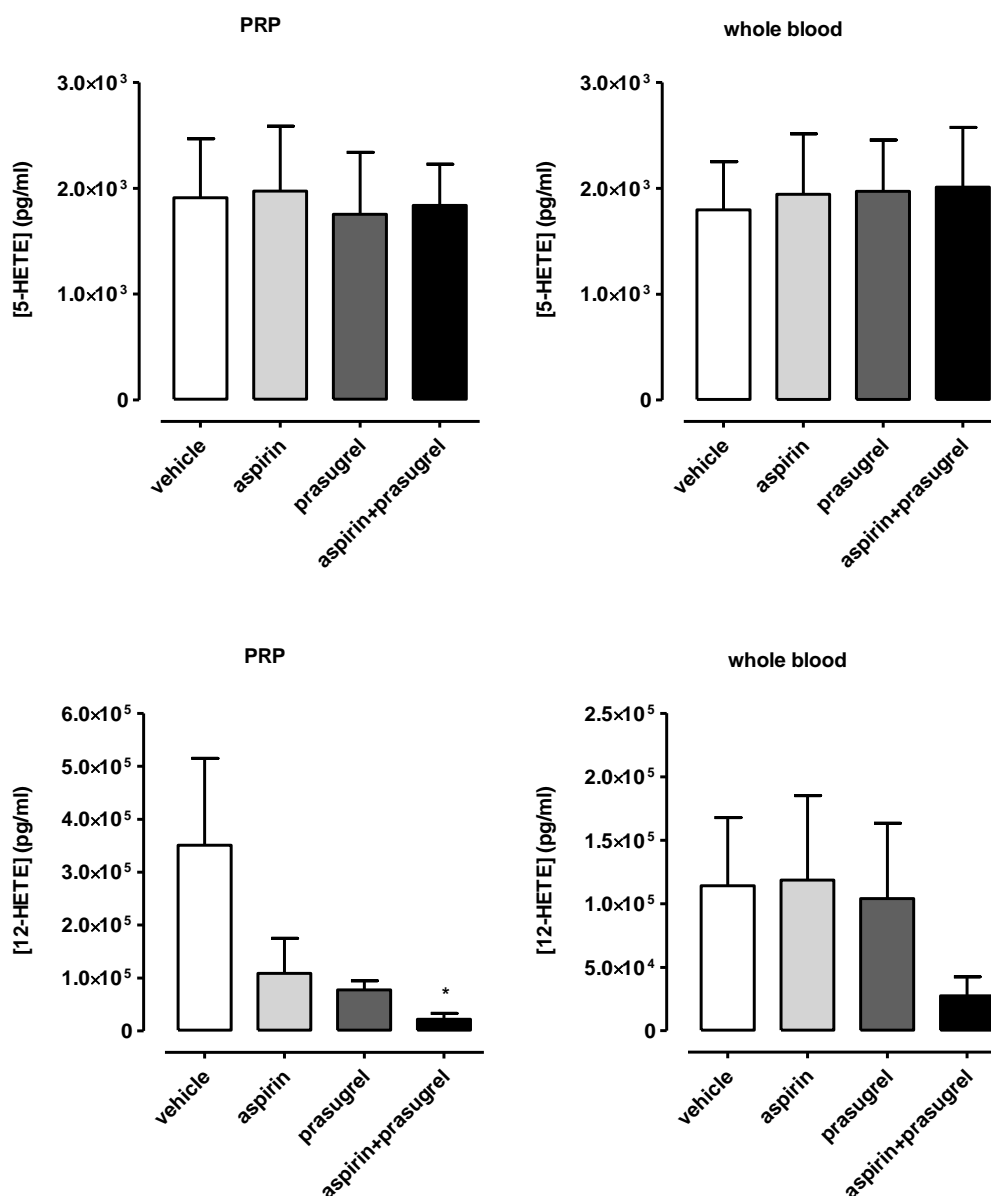 PRP
[5-HETE] (pg/ml)
3.0×10³
2.0×10³
1.0×10³
0
vehicle
aspirin
prasugrel
aspirin+prasugrel
whole blood
[5-HETE] (pg/ml)
3.0×10³
2.0×10³
1.0×10³
0
vehicle
aspirin
prasugrel
aspirin+prasugrel
PRP
[12-HETE] (pg/ml)
6.0×10⁵
5.0×10⁵
4.0×10⁵
3.0×10⁵
2.0×10⁵
1.0×10⁵
0
*
vehicle
aspirin
prasugrel
aspirin+prasugrel
whole blood
[12-HETE] (pg/ml)
2.5×10⁵
2.0×10⁵
1.5×10⁵
1.0×10⁵
5.0×10⁴
0
vehicle
aspirin
prasugrel
aspirin+prasugrel